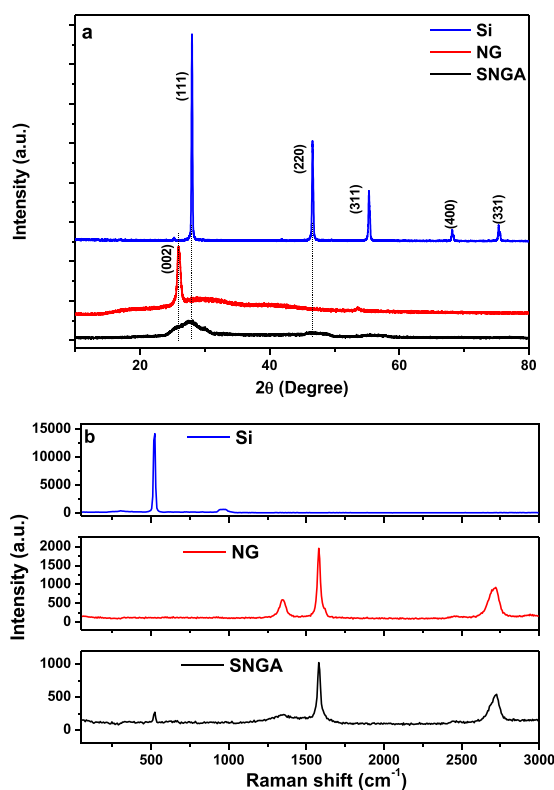 a
Si
NG
SNGA
(111)
(220)
(311)
(400)
(331)
(002)
Intensity (a.u.)
20 40 60 80
2θ (Degree)
b
Si
15000
10000
5000
0
NG
2000
1500
1000
500
0
SNGA
1000
500
0
Intensity (a.u.)
500 1000 1500 2000 2500 3000
Raman shift (cm⁻¹)